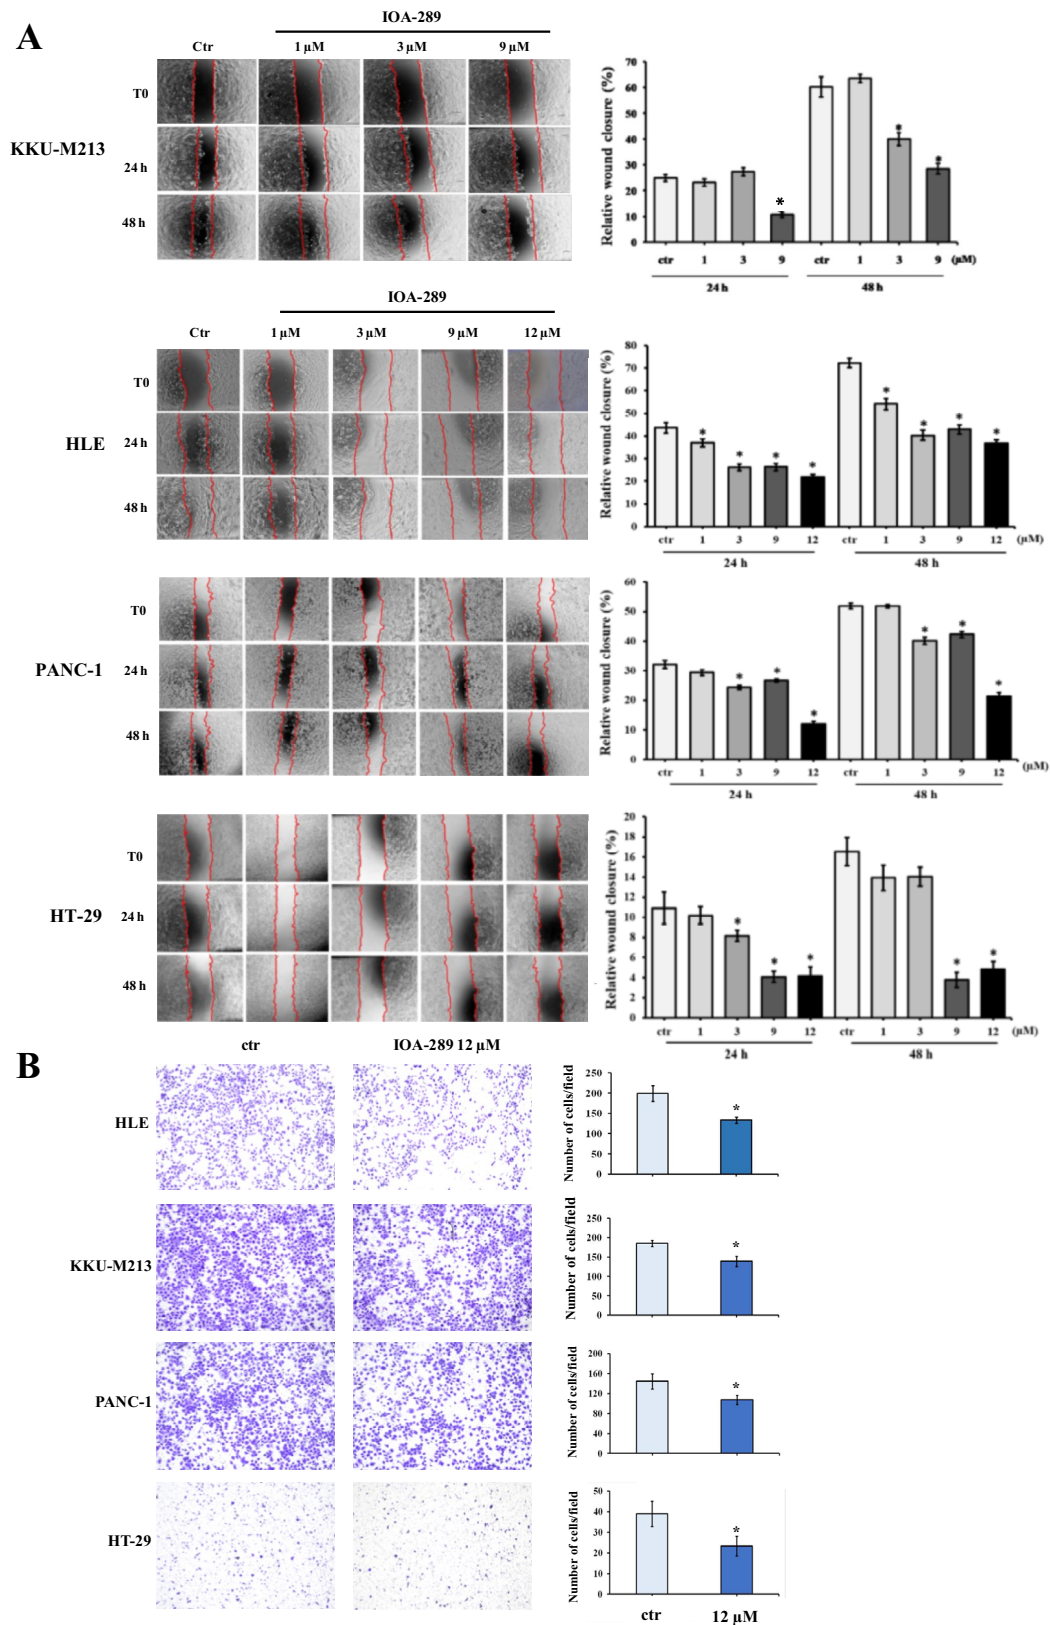 A
IOA-289
Ctr 1 µM 3 µM 9 µM
T0
KKU-M213
24 h
48 h
Relative wound closure (%)
70
60
50
40
30
20
10
0
* * *
ctr 1 3 9 ctr 1 3 9 (µM)
24 h 48 h
IOA-289
Ctr 1 µM 3 µM 9 µM 12 µM
T0
HLE
24 h
48 h
Relative wound closure (%)
80
70
60
50
40
30
20
10
0
* * * * * * * *
ctr 1 3 9 12 ctr 1 3 9 12 (µM)
24 h 48 h
T0
PANC-1
24 h
48 h
Relative wound closure (%)
60
50
40
30
20
10
0
* * * * * *
ctr 1 3 9 12 ctr 1 3 9 12 (µM)
24 h 48 h
T0
HT-29
24 h
48 h
Relative wound closure (%)
20
18
16
14
12
10
8
6
4
2
0
* * * * *
ctr 1 3 9 12 ctr 1 3 9 12 (µM)
24 h 48 h
B
ctr IOA-289 12 µM
HLE
Number of cells/field
250
200
150
100
50
0
*
KKU-M213
Number of cells/field
250
200
150
100
50
0
*
PANC-1
Number of cells/field
200
160
120
80
40
0
*
HT-29
Number of cells/field
50
40
30
20
10
0
*
ctr 12 µM